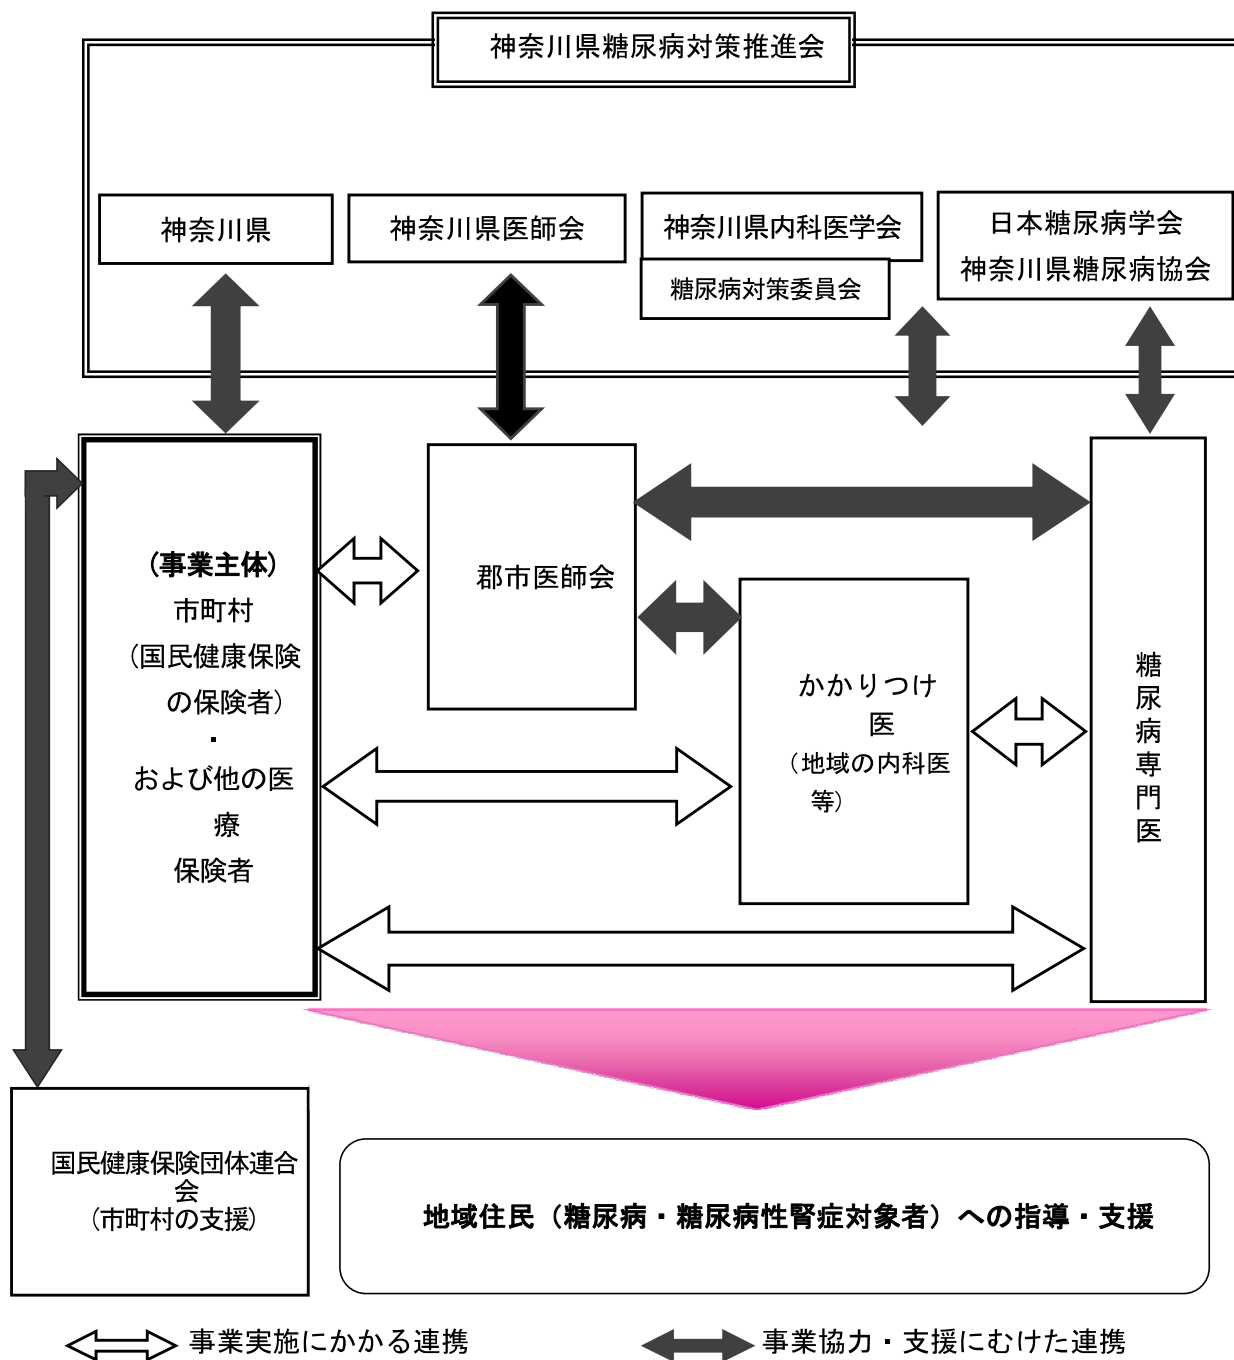 神奈川県糖尿病対策推進会
神奈川県
神奈川県医師会
神奈川県内科医学会
糖尿病対策委員会
日本糖尿病学会
神奈川県糖尿病協会
(事業主体)
市町村
(国民健康保険
の保険者)
・
および他の医
療
保険者
郡市医師会
かかりつけ
医
(地域の内科医
等)
糖尿病専門医
国民健康保険団体連合
会
(市町村の支援)
地域住民（糖尿病・糖尿病性腎症対象者）への指導・支援
事業実施にかかる連携
事業協力・支援にむけた連携